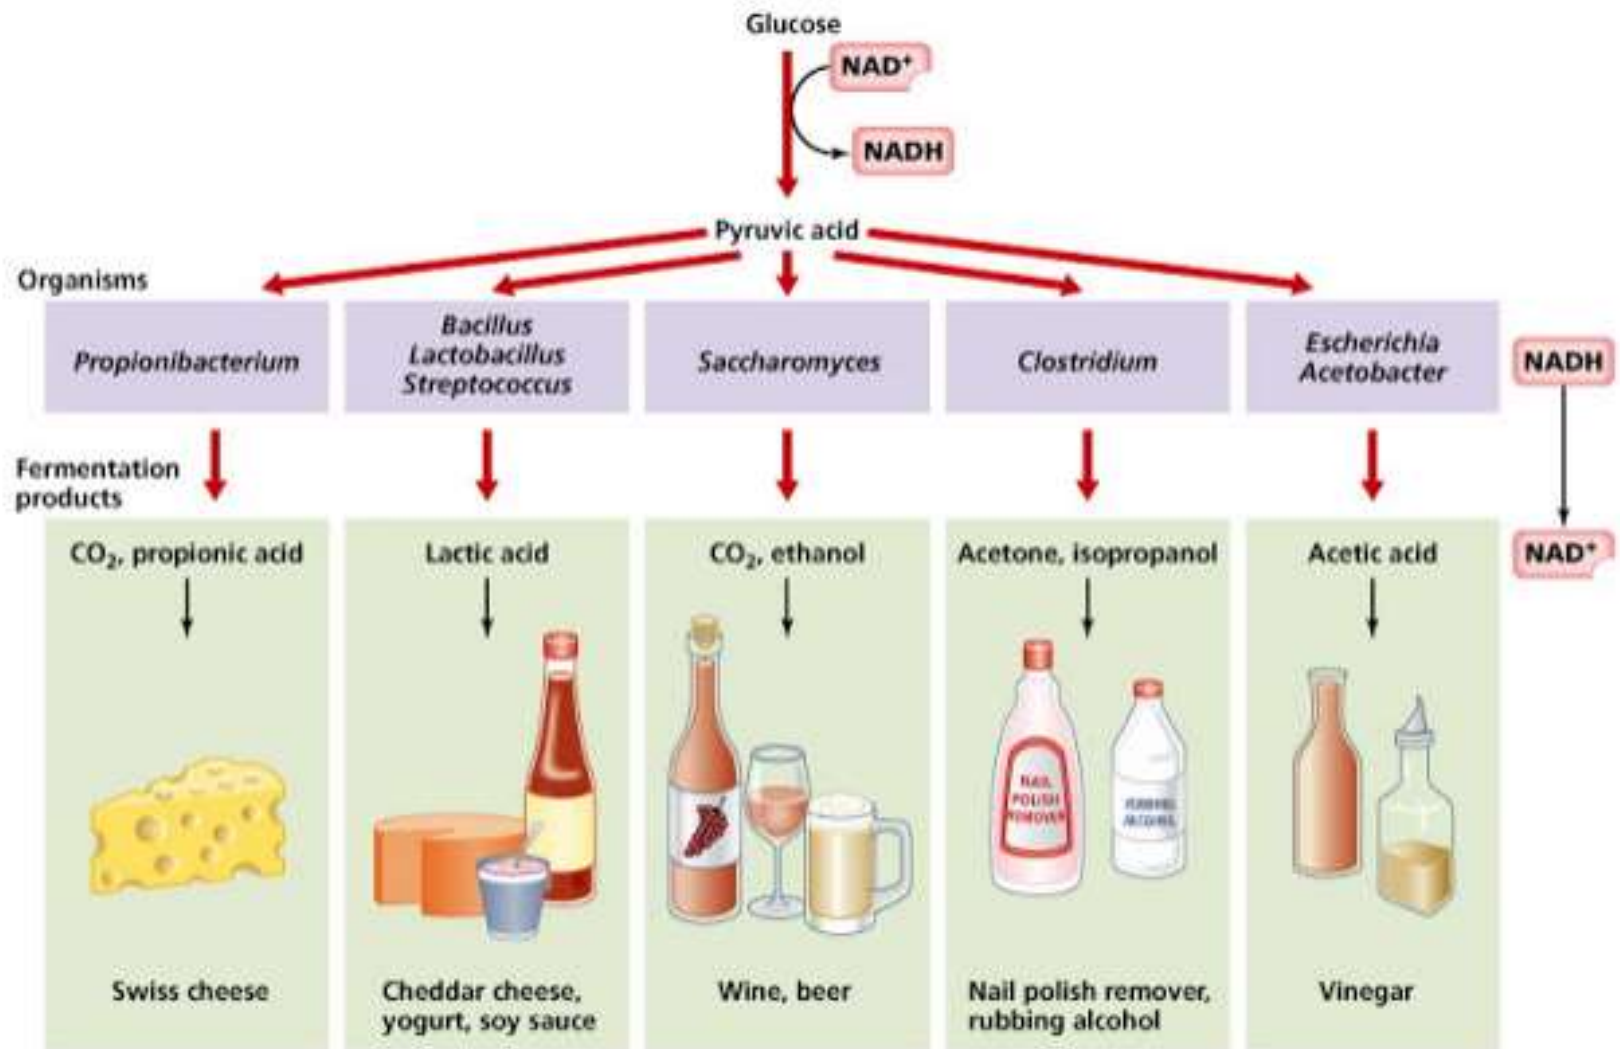 Glucose
NAD⁺
NADH
Pyruvic acid
Organisms
Propionibacterium
Bacillus
Lactobacillus
Streptococcus
Saccharomyces
Clostridium
Escherichia
Acetobacter
NADH
Fermentation
products
CO₂, propionic acid
Lactic acid
CO₂, ethanol
Acetone, isopropanol
Acetic acid
NAD⁺
NAIL
POLISH
REMOVER
RUBBING
ALCOHOL
Swiss cheese
Cheddar cheese,
yogurt, soy sauce
Wine, beer
Nail polish remover,
rubbing alcohol
Vinegar